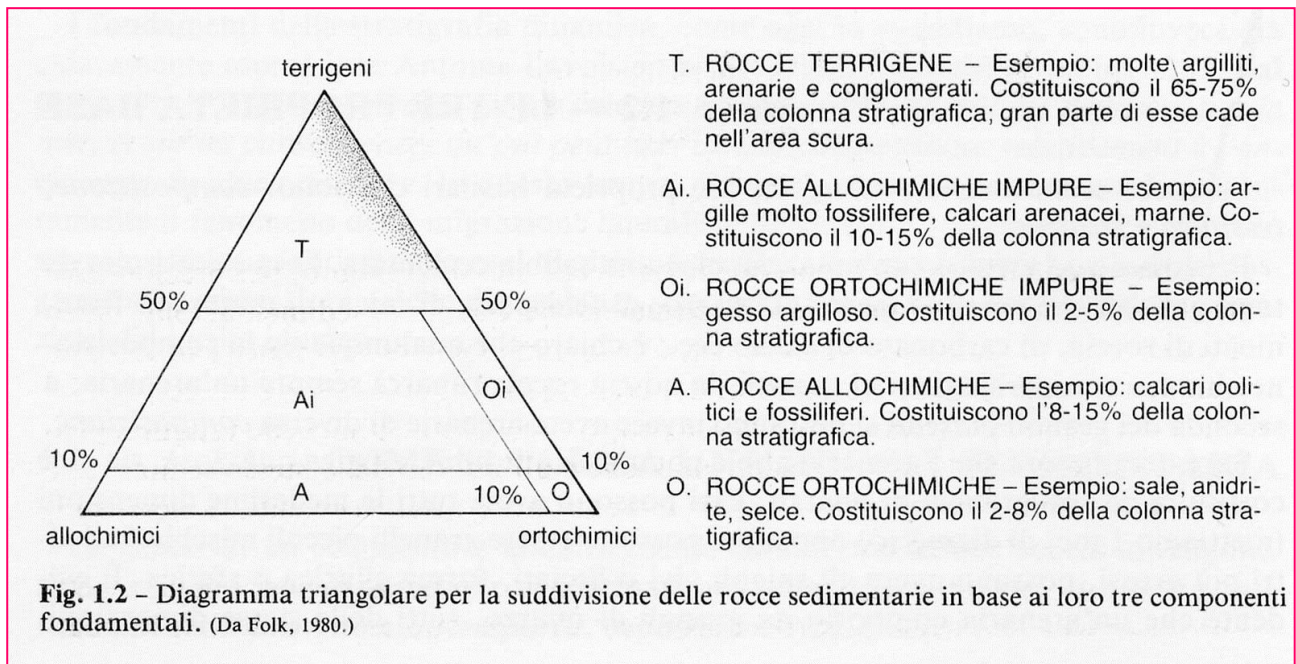 terrigeni
T
50%
50%
Ai
Oi
10%
10%
A
10%
O
allochimici
ortochimici
T. ROCCE TERRIGENE – Esempio: molte argilliti,
arenarie e conglomerati. Costituiscono il 65-75%
della colonna stratigrafica; gran parte di esse cade
nell'area scura.
Ai. ROCCE ALLOCHIMICHE IMPURE – Esempio: ar-
gille molto fossilifere, calcari arenacei, marne. Co-
stituiscono il 10-15% della colonna stratigrafica.
Oi. ROCCE ORTOCHIMICHE IMPURE – Esempio:
gesso argilloso. Costituiscono il 2-5% della colon-
na stratigrafica.
A. ROCCE ALLOCHIMICHE – Esempio: calcari ooli-
tici e fossiliferi. Costituiscono l'8-15% della colon-
na stratigrafica.
O. ROCCE ORTOCHIMICHE – Esempio: sale, anidri-
te, selce. Costituiscono il 2-8% della colonna stra-
tigrafica.
Fig. 1.2 – Diagramma triangolare per la suddivisione delle rocce sedimentarie in base ai loro tre componenti
fondamentali. (Da Folk, 1980.)